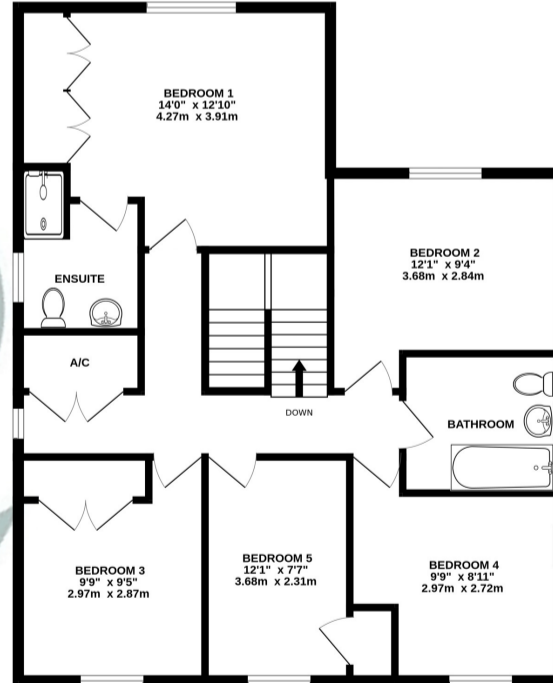 BEDROOM 1
14'0" x 12'10"
4.27m x 3.91m
BEDROOM 2
12'1" x 9'4"
3.68m x 2.84m
ENSUITE
A/C
DOWN
BATHROOM
BEDROOM 3
9'9" x 9'5"
2.97m x 2.87m
BEDROOM 5
12'1" x 7'7"
3.68m x 2.31m
BEDROOM 4
9'9" x 8'11"
2.97m x 2.72m